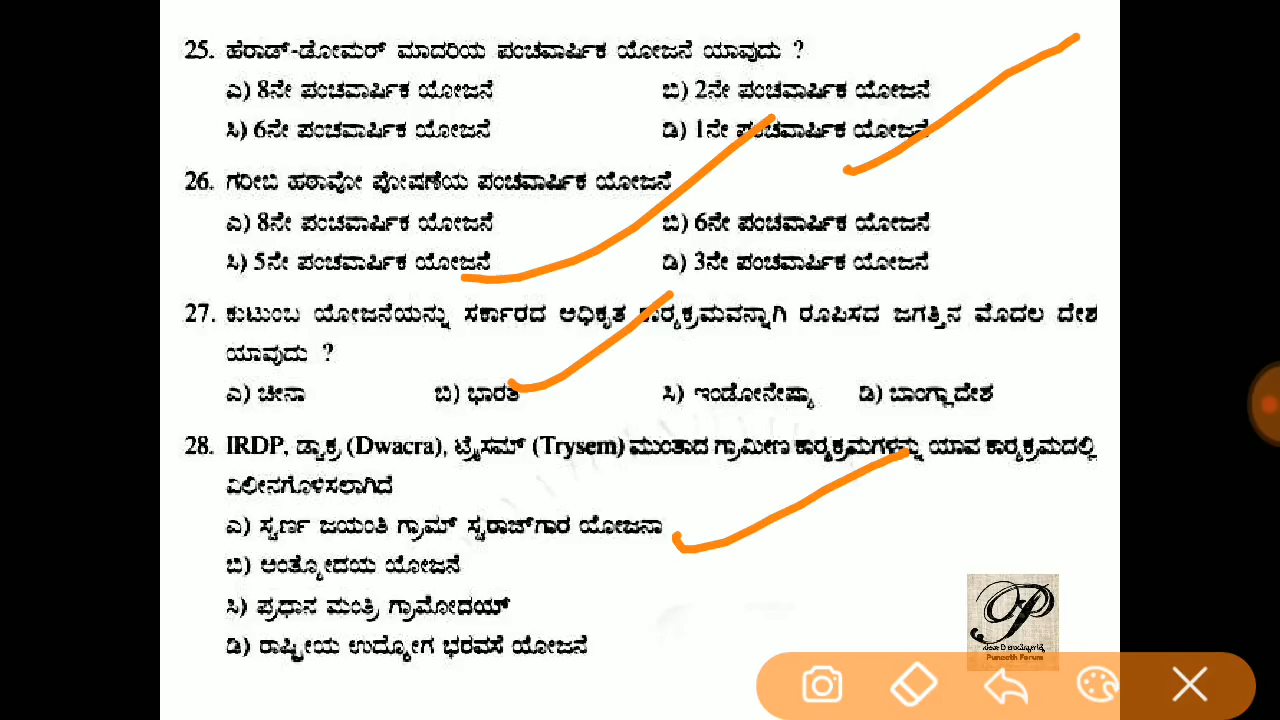 25. ಹೆರಾಡ್-ಡೋಮರ್ ಮಾದರಿಯ ಪಂಚವಾರ್ಷಿಕ ಯೋಜನೆ ಯಾವುದು ?
ಎ) 8ನೇ ಪಂಚವಾರ್ಷಿಕ ಯೋಜನೆ ಬಿ) 2ನೇ ಪಂಚವಾರ್ಷಿಕ ಯೋಜನೆ
ಸಿ) 6ನೇ ಪಂಚವಾರ್ಷಿಕ ಯೋಜನೆ ಡಿ) 1ನೇ ಪಂಚವಾರ್ಷಿಕ ಯೋಜನೆ
26. ಗರೀಬಿ ಹಠಾವೋ ಘೋಷಣೆಯ ಪಂಚವಾರ್ಷಿಕ ಯೋಜನೆ
ಎ) 8ನೇ ಪಂಚವಾರ್ಷಿಕ ಯೋಜನೆ ಬಿ) 6ನೇ ಪಂಚವಾರ್ಷಿಕ ಯೋಜನೆ
ಸಿ) 5ನೇ ಪಂಚವಾರ್ಷಿಕ ಯೋಜನೆ ಡಿ) 3ನೇ ಪಂಚವಾರ್ಷಿಕ ಯೋಜನೆ
27. ಕುಟುಂಬ ಯೋಜನೆಯನ್ನು ಸರ್ಕಾರದ ಅಧಿಕೃತ ಕಾರ್‍ಯಕ್ರಮವನ್ನಾಗಿ ರೂಪಿಸದ ಜಗತ್ತಿನ ಮೊದಲ ದೇಶ
ಯಾವುದು ?
ಎ) ಚೀನಾ ಬಿ) ಭಾರತ ಸಿ) ಇಂಡೋನೇಷ್ಯಾ ಡಿ) ಬಾಂಗ್ಲಾದೇಶ
28. IRDP, ಡ್ವಾಕ್ರ (Dwacra), ಟ್ರೈಸಮ್ (Trysem) ಮುಂತಾದ ಗ್ರಾಮೀಣ ಕಾರ್‍ಯಕ್ರಮಗಳನ್ನು ಯಾವ ಕಾರ್‍ಯಕ್ರಮದಲ್ಲಿ
ವಿಲೀನಗೊಳಿಸಲಾಗಿದೆ
ಎ) ಸ್ವರ್ಣ ಜಯಂತಿ ಗ್ರಾಮ್ ಸ್ವರಾಜ್‌ಗಾರ ಯೋಜನಾ
ಬಿ) ಅಂತ್ಯೋದಯ ಯೋಜನೆ
ಸಿ) ಪ್ರಧಾನ ಮಂತ್ರಿ ಗ್ರಾಮೋದಯ್
ಡಿ) ರಾಷ್ಟ್ರೀಯ ಉದ್ಯೋಗ ಭರವಸೆ ಯೋಜನೆ
P
Puneeth Forum